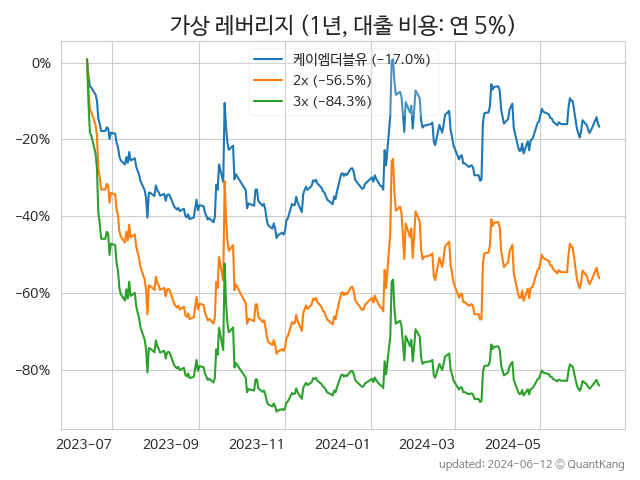 가상 레버리지 (1년, 대출 비용: 연 5%)
케이엠더블유 (−17.0%)
2x (−56.5%)
3x (−84.3%)
0%
−20%
−40%
−60%
−80%
2023-07 2023-09 2023-11 2024-01 2024-03 2024-05
updated: 2024-06-12 © QuantKang